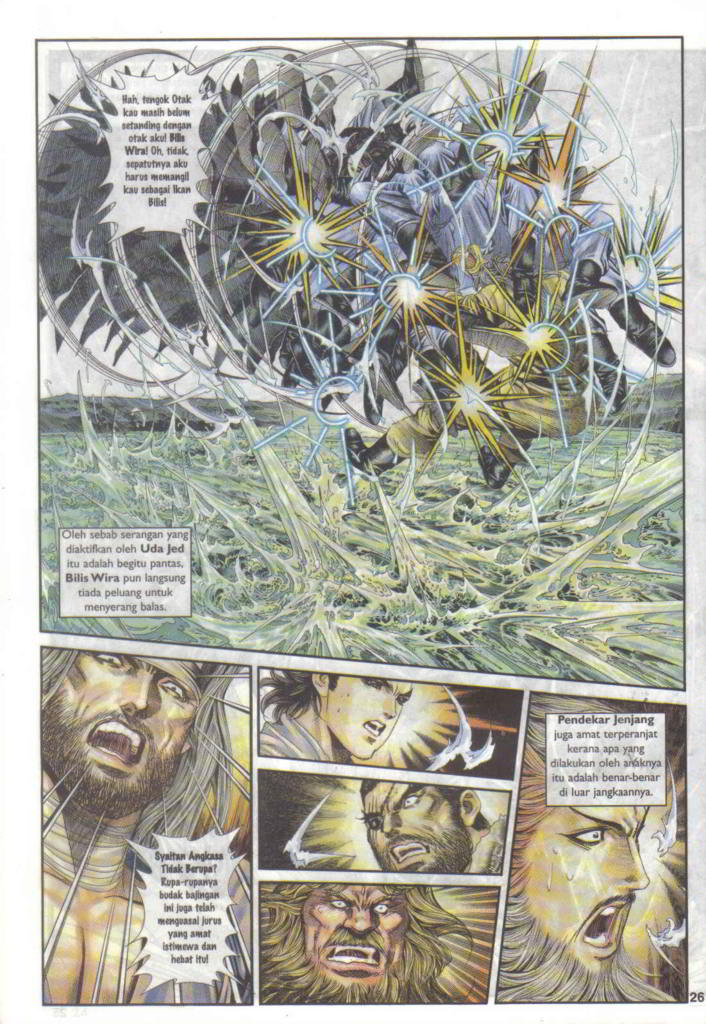 Hah, tengok Otak
kau masih belum
setanding dengan
otak aku! Bilis
Wira! Oh, tidak,
sepatutnya aku
harus memangil
kau sebagai Ikan
Bilis!
Oleh sebab serangan yang
diaktifkan oleh Uda Jed
itu adalah begitu pantas,
Bilis Wira pun langsung
tiada peluang untuk
menyerang balas.
Syaitan Angkasa
Tidak Berupa?
Rupa-rupanya
budak bajingan
ini juga telah
menguasai jurus
yang amat
istimewa dan
hebat itu!
Pendekar Jenjang
juga amat terperanjat
kerana apa yang
dilakukan oleh anaknya
itu adalah benar-benar
di luar jangkaannya.
26